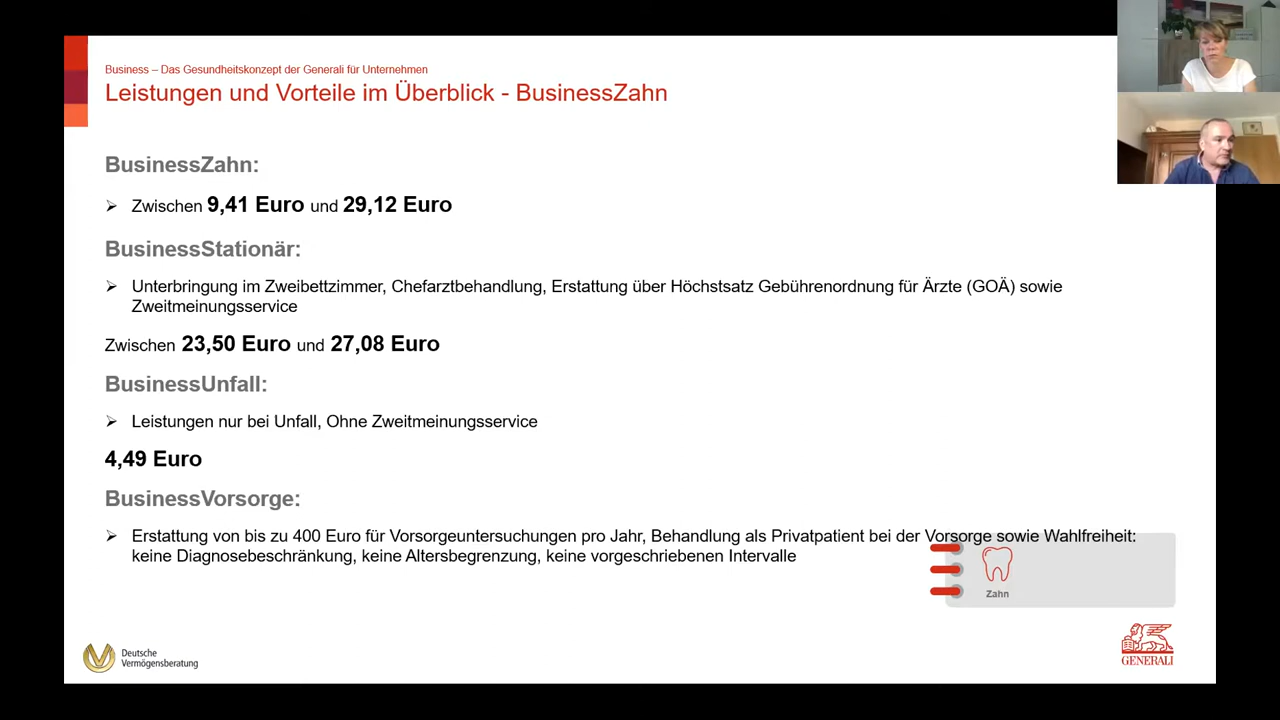 Business – Das Gesundheitskonzept der Generali für Unternehmen
Leistungen und Vorteile im Überblick - BusinessZahn
BusinessZahn:
➢ Zwischen 9,41 Euro und 29,12 Euro
BusinessStationär:
➢ Unterbringung im Zweibettzimmer, Chefarztbehandlung, Erstattung über Höchstsatz Gebührenordnung für Ärzte (GOÄ) sowie
Zweitmeinungsservice
Zwischen 23,50 Euro und 27,08 Euro
BusinessUnfall:
➢ Leistungen nur bei Unfall, Ohne Zweitmeinungsservice
4,49 Euro
BusinessVorsorge:
➢ Erstattung von bis zu 400 Euro für Vorsorgeuntersuchungen pro Jahr, Behandlung als Privatpatient bei der Vorsorge sowie Wahlfreiheit:
keine Diagnosebeschränkung, keine Altersbegrenzung, keine vorgeschriebenen Intervalle
Zahn
Deutsche
Vermögensberatung
GENERALI